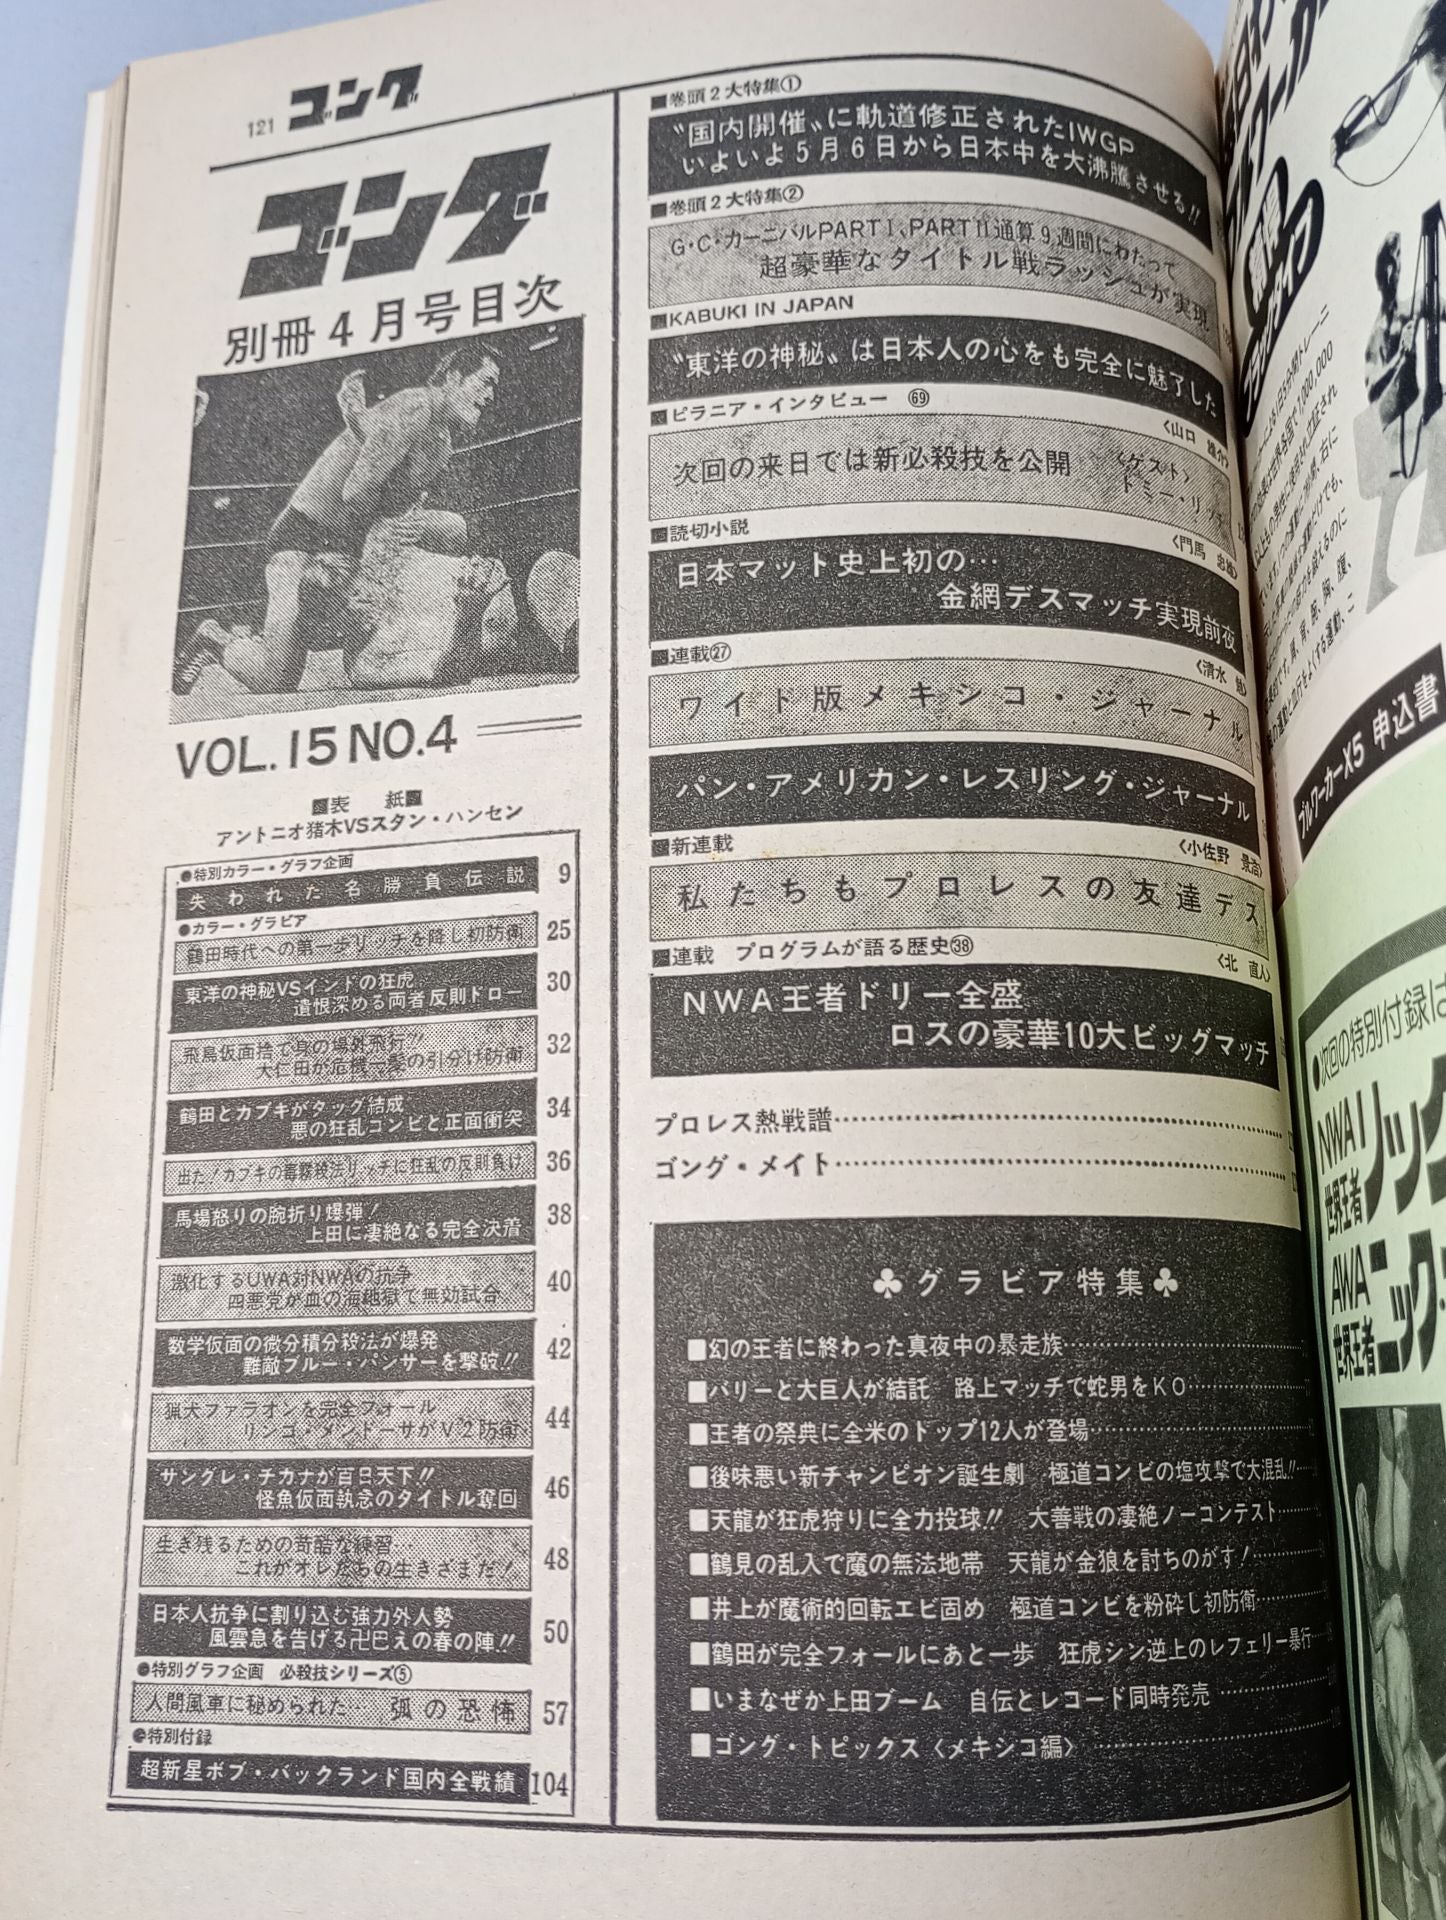 121 ゴング
ゴング
別冊4月号目次
VOL.15 NO.4
表 紙
アントニオ猪木VSスタン・ハンセン
●特別カラー・グラフ企画
失われた名勝負伝説 9
●カラー・グラビア
鶴田時代への第一歩リッチを降し初防衛 25
東洋の神秘VSインドの狂虎
遺恨深める両者反則ドロー 30
飛鳥仮面捨て身の場外飛行!!
大仁田が危機一髪の引分け防衛 32
鶴田とカブキがタッグ結成
悪の狂乱コンビと正面衝突 34
出た!カブキの毒霧殺法リッチに狂乱の反則負け 36
馬場怒りの腕折り爆弾!
上田に凄絶なる完全決着 38
激化するUWA対NWAの抗争
四悪党が血の海地獄で無効試合 40
数学仮面の微分積分殺法が爆発
難敵ブルー・パンサーを撃破!! 42
猟犬ファラオンを完全フォール
リンゴ・メンドーサがV2防衛 44
サングレ・チカナが百日天下!!
怪魚仮面執念のタイトル奪回 46
生き残るための苛酷な練習…
これがオレたちの生きざまだ! 48
日本人抗争に割り込む強力外人勢
風雲急を告げる卍巴えの春の陣!! 50
●特別グラフ企画 必殺技シリーズ⑤
人間風車に秘められた… 弧の恐怖 57
●特別付録
超新星ボブ・バックランド国内全戦績 104
■巻頭2大特集①
〝国内開催〟に軌道修正されたIWGP
いよいよ5月6日から日本中を大沸騰させる!!
■巻頭2大特集②
G・C・カーニバルPARTⅠ、PARTⅡ通算9週間にわたって
超豪華なタイトル戦ラッシュが実現
■KABUKI IN JAPAN
〝東洋の神秘〟は日本人の心をも完全に魅了した
■ピラニア・インタビュー ㊿ <山口 雄介>
次回の来日では新必殺技を公開 <ゲスト>
トミー・リッチ
■読切小説 <門馬 忠雄>
日本マット史上初の…
金網デスマッチ実現前夜
■連載㉗ <清水 勉>
ワイド版メキシコ・ジャーナル
パン・アメリカン・レスリング・ジャーナル
■新連載 <小佐野 景浩>
私たちもプロレスの友達デス
■連載 プログラムが語る歴史㊳ <北 直人>
NWA王者ドリー全盛
ロスの豪華10大ビッグマッチ
プロレス熱戦譜
ゴング・メイト
♣グラビア特集♣
■幻の王者に終わった真夜中の暴走族
■バリーと大巨人が結託 路上マッチで蛇男をKO
■王者の祭典に全米のトップ12人が登場
■後味悪い新チャンピオン誕生劇 極道コンビの塩攻撃で大混乱!!
■天龍が狂虎狩りに全力投球!! 大善戦の凄絶ノーコンテスト
■鶴見の乱入で魔の無法地帯 天龍が金狼を討ちのがす!
■井上が魔術的回転エビ固め 極道コンビを粉砕し初防衛
■鶴田が完全フォールにあと一歩 狂虎シン逆上のレフェリー暴行
■いまなぜか上田ブーム 自伝とレコード同時発売
■ゴング・トピックス<メキシコ編>
ブルワーカーX5 申込書
●次回の特別付録は
NWA
世界王者 リック
AWA
世界王者 ニック